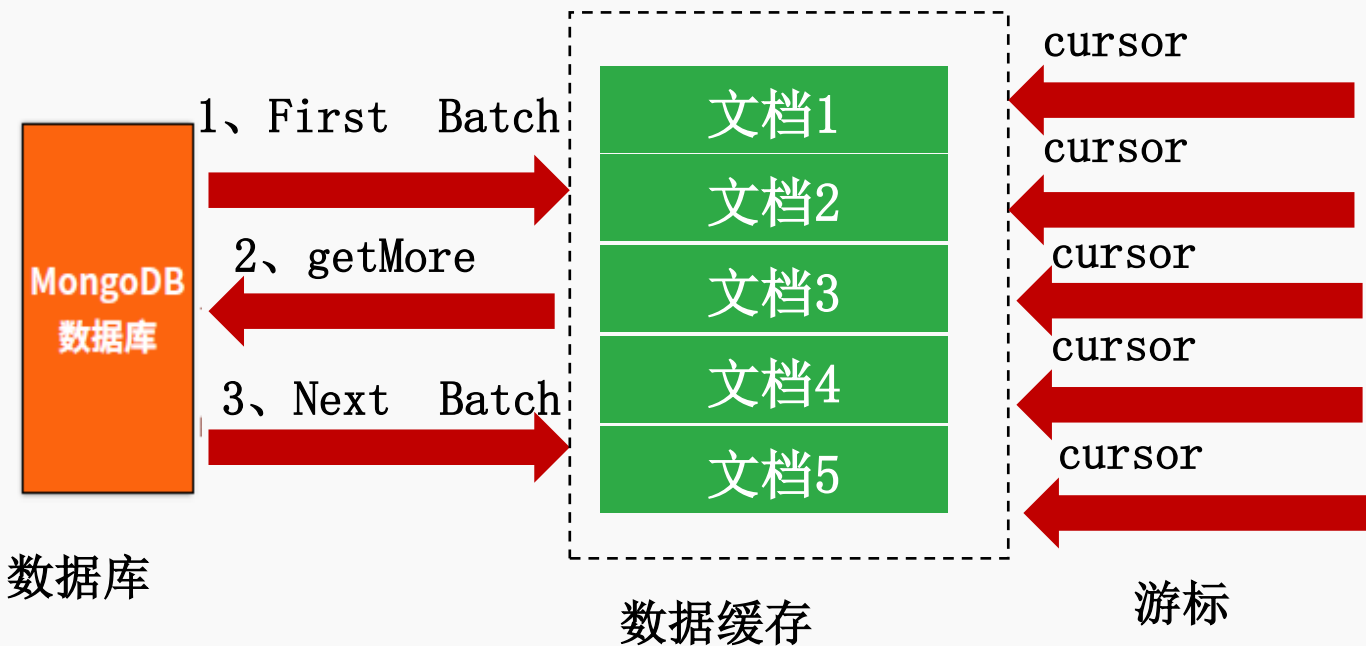 MongoDB
数据库
数据库
1、First Batch
2、getMore
3、Next Batch
文档1
文档2
文档3
文档4
文档5
数据缓存
cursor
cursor
cursor
cursor
cursor
游标